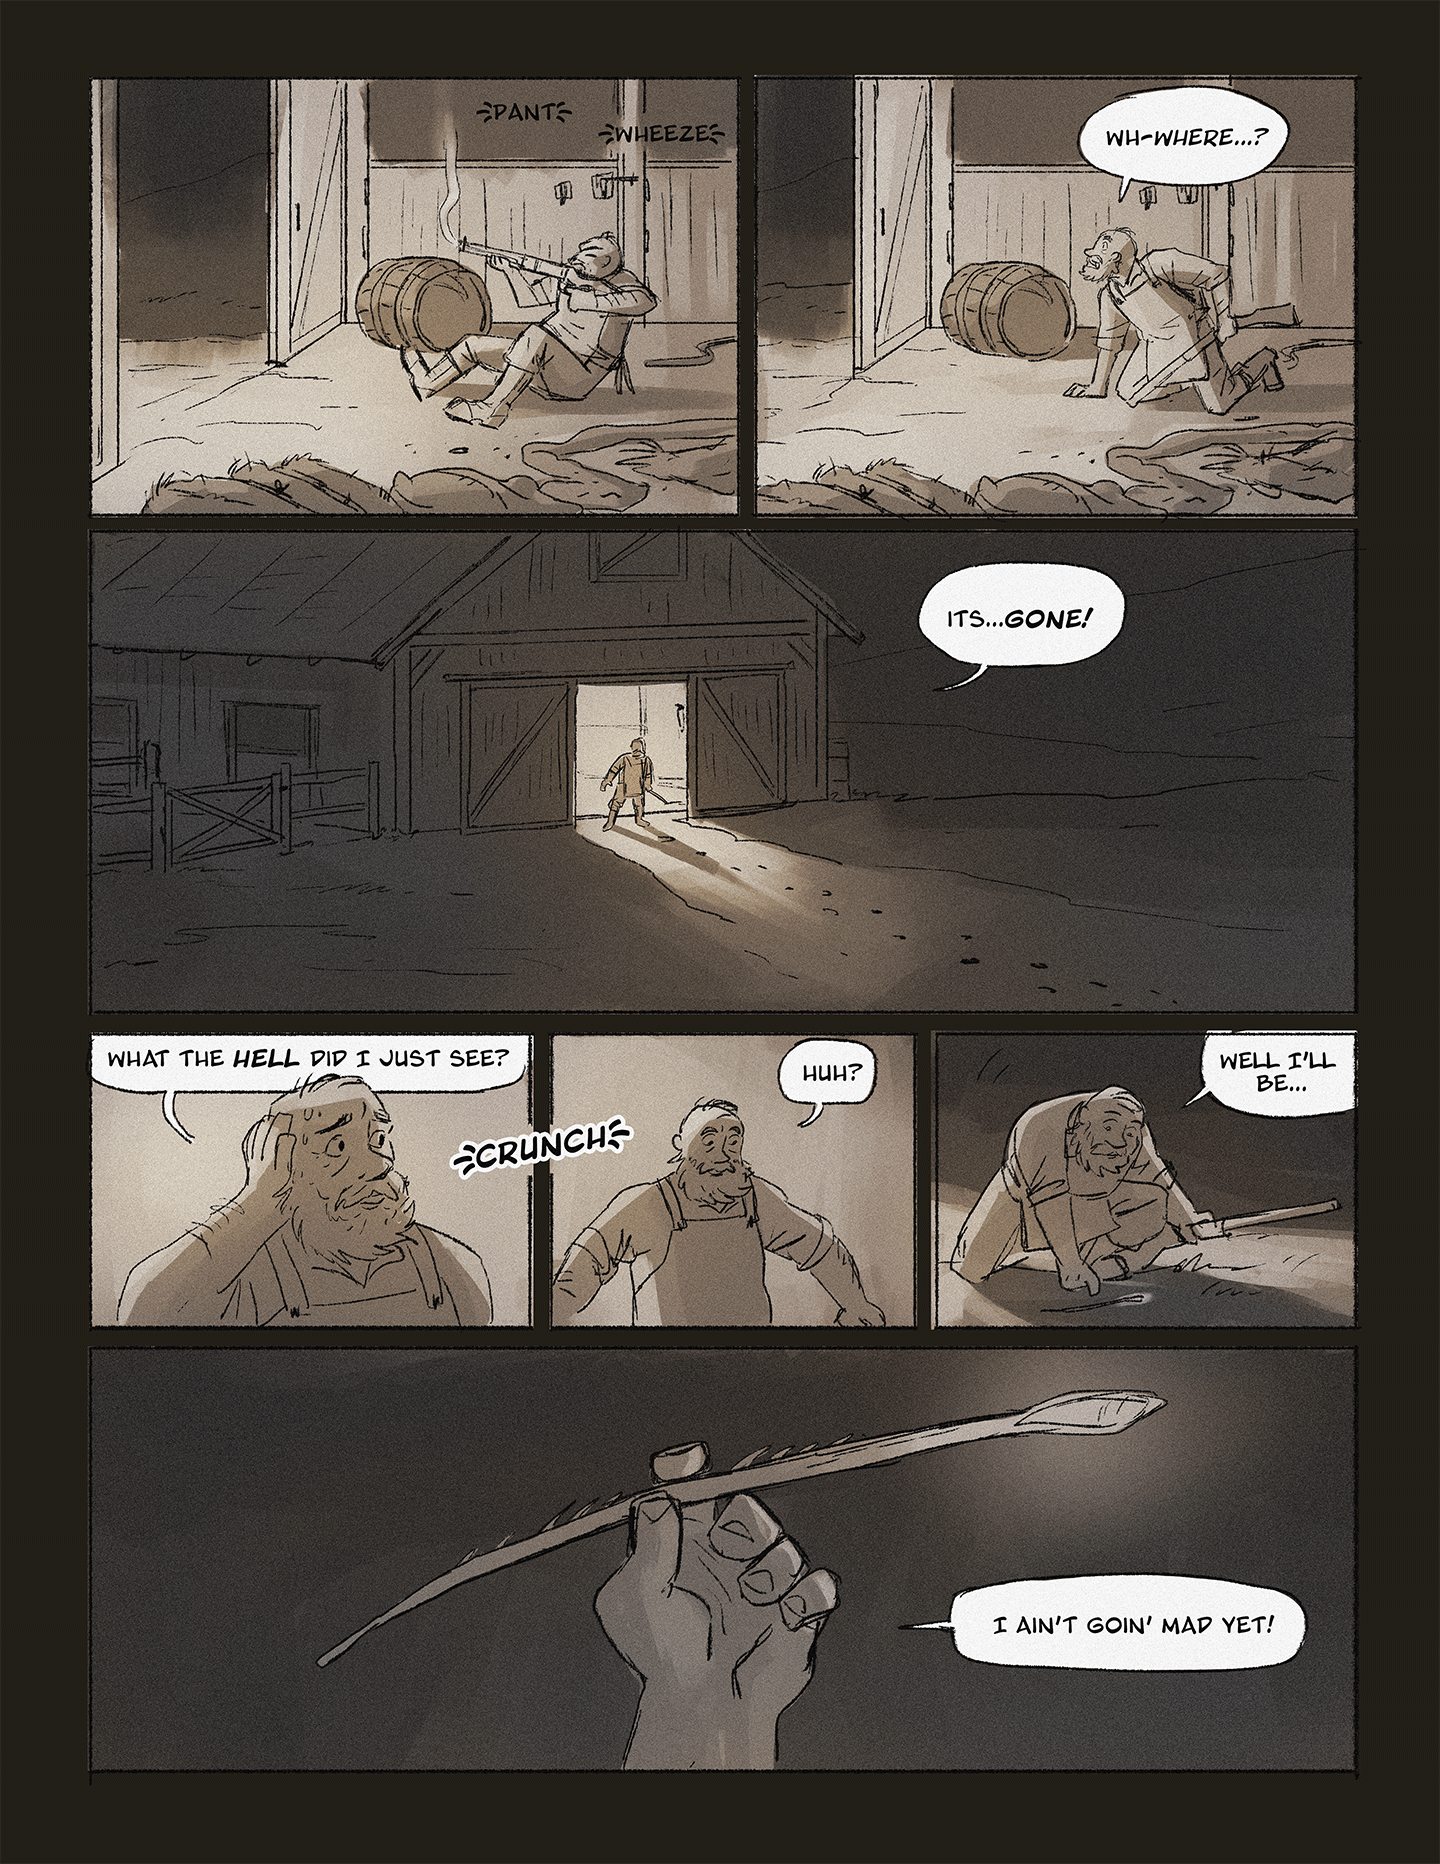 PANT
WHEEZE
WH-WHERE...?
ITS...GONE!
WHAT THE HELL DID I JUST SEE?
CRUNCH
HUH?
WELL I'LL
BE...
I AIN'T GOIN' MAD YET!